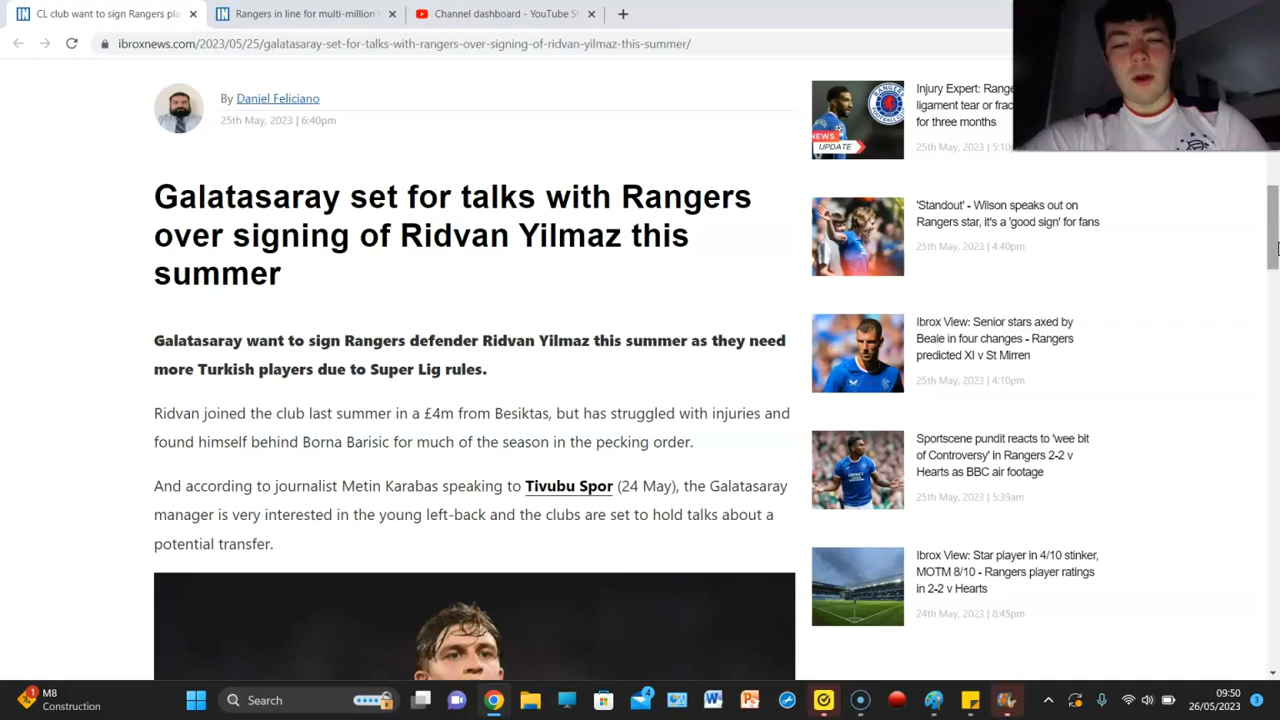 CL club want to sign Rangers pla
Rangers in line for multi-million
Channel dashboard - YouTube St
ibroxnews.com/2023/05/25/galatasaray-set-for-talks-with-rangers-over-signing-of-ridvan-yilmaz-this-summer/
By Daniel Feliciano
25th May, 2023 | 6:40pm
Galatasaray set for talks with Rangers
over signing of Ridvan Yilmaz this
summer
Galatasaray want to sign Rangers defender Ridvan Yilmaz this summer as they need
more Turkish players due to Super Lig rules.
Ridvan joined the club last summer in a £4m from Besiktas, but has struggled with injuries and
found himself behind Borna Barisic for much of the season in the pecking order.
And according to journalist Metin Karabas speaking to Tivubu Spor (24 May), the Galatasaray
manager is very interested in the young left-back and the clubs are set to hold talks about a
potential transfer.
NEWS
UPDATE
Injury Expert: Range
ligament tear or frac
for three months
25th May, 2023 | 5:10p
'Standout' - Wilson speaks out on
Rangers star, it's a 'good sign' for fans
25th May, 2023 | 4:40pm
Ibrox View: Senior stars axed by
Beale in four changes - Rangers
predicted XI v St Mirren
25th May, 2023 | 4:10pm
Sportscene pundit reacts to 'wee bit
of Controversy' in Rangers 2-2 v
Hearts as BBC air footage
25th May, 2023 | 5:39am
Ibrox View: Star player in 4/10 stinker,
MOTM 8/10 - Rangers player ratings
in 2-2 v Hearts
24th May, 2023 | 8:45pm
1
M8
Construction
Search
4
09:50
26/05/2023
3